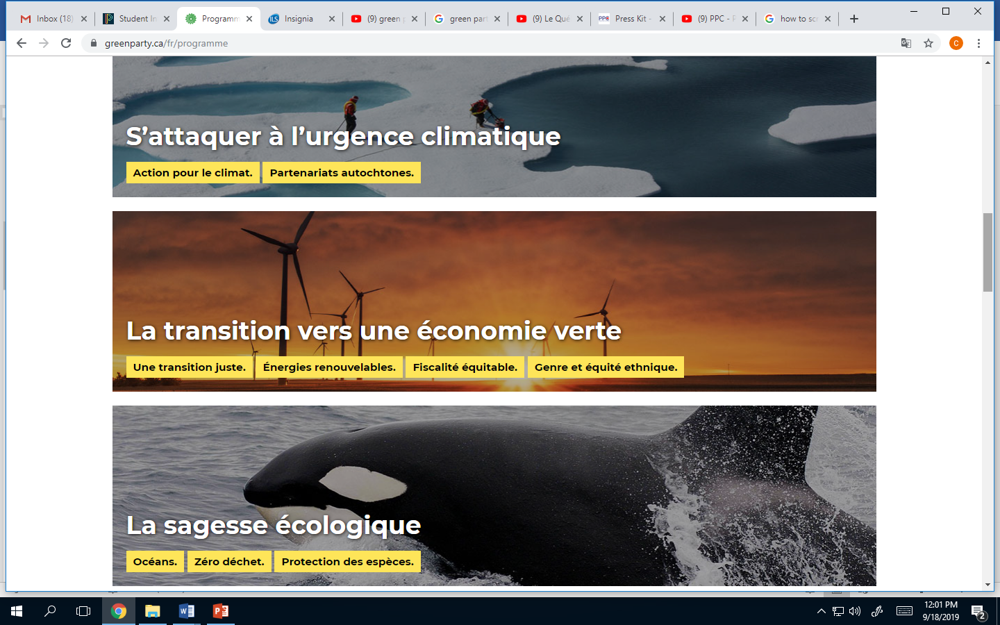 Inbox (18)
Student In
Programm
Insignia
(9) green p
green part
(9) Le Qué
Press Kit -
(9) PPC - P
how to scr
greenparty.ca/fr/programme
C
S'attaquer à l'urgence climatique
Action pour le climat. Partenariats autochtones.
La transition vers une économie verte
Une transition juste. Énergies renouvelables. Fiscalité équitable. Genre et équité ethnique.
La sagesse écologique
Océans. Zéro déchet. Protection des espèces.
12:01 PM
9/18/2019
2